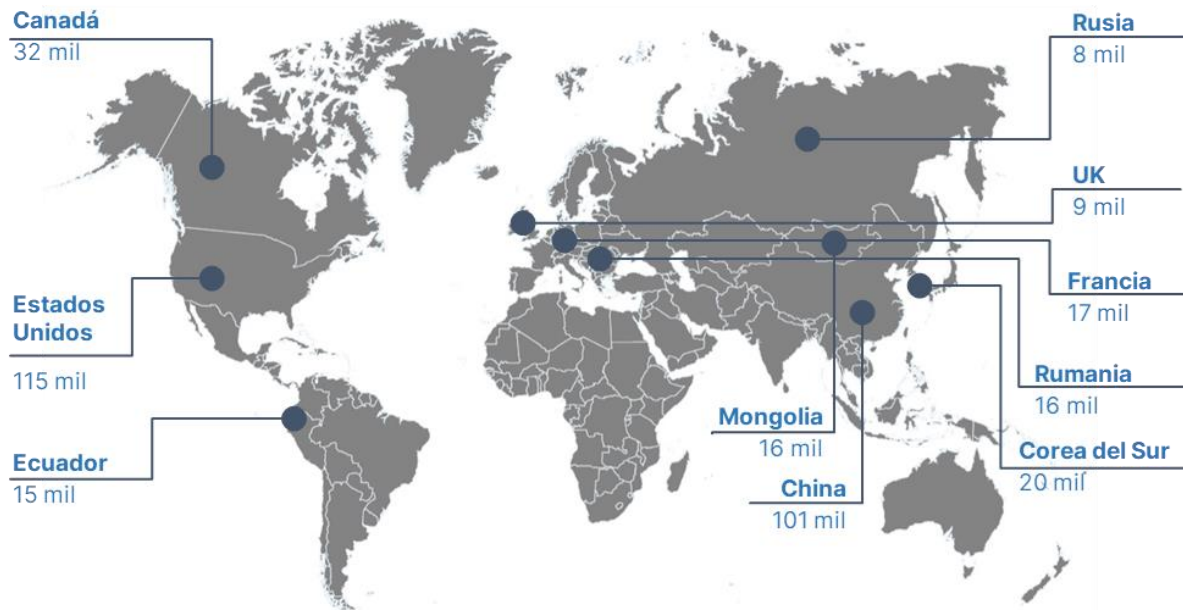 Canadá
32 mil
Rusia
8 mil
UK
9 mil
Estados
Unidos
115 mil
Francia
17 mil
Rumania
16 mil
Mongolia
16 mil
Ecuador
15 mil
Corea del Sur
20 mil
China
101 mil